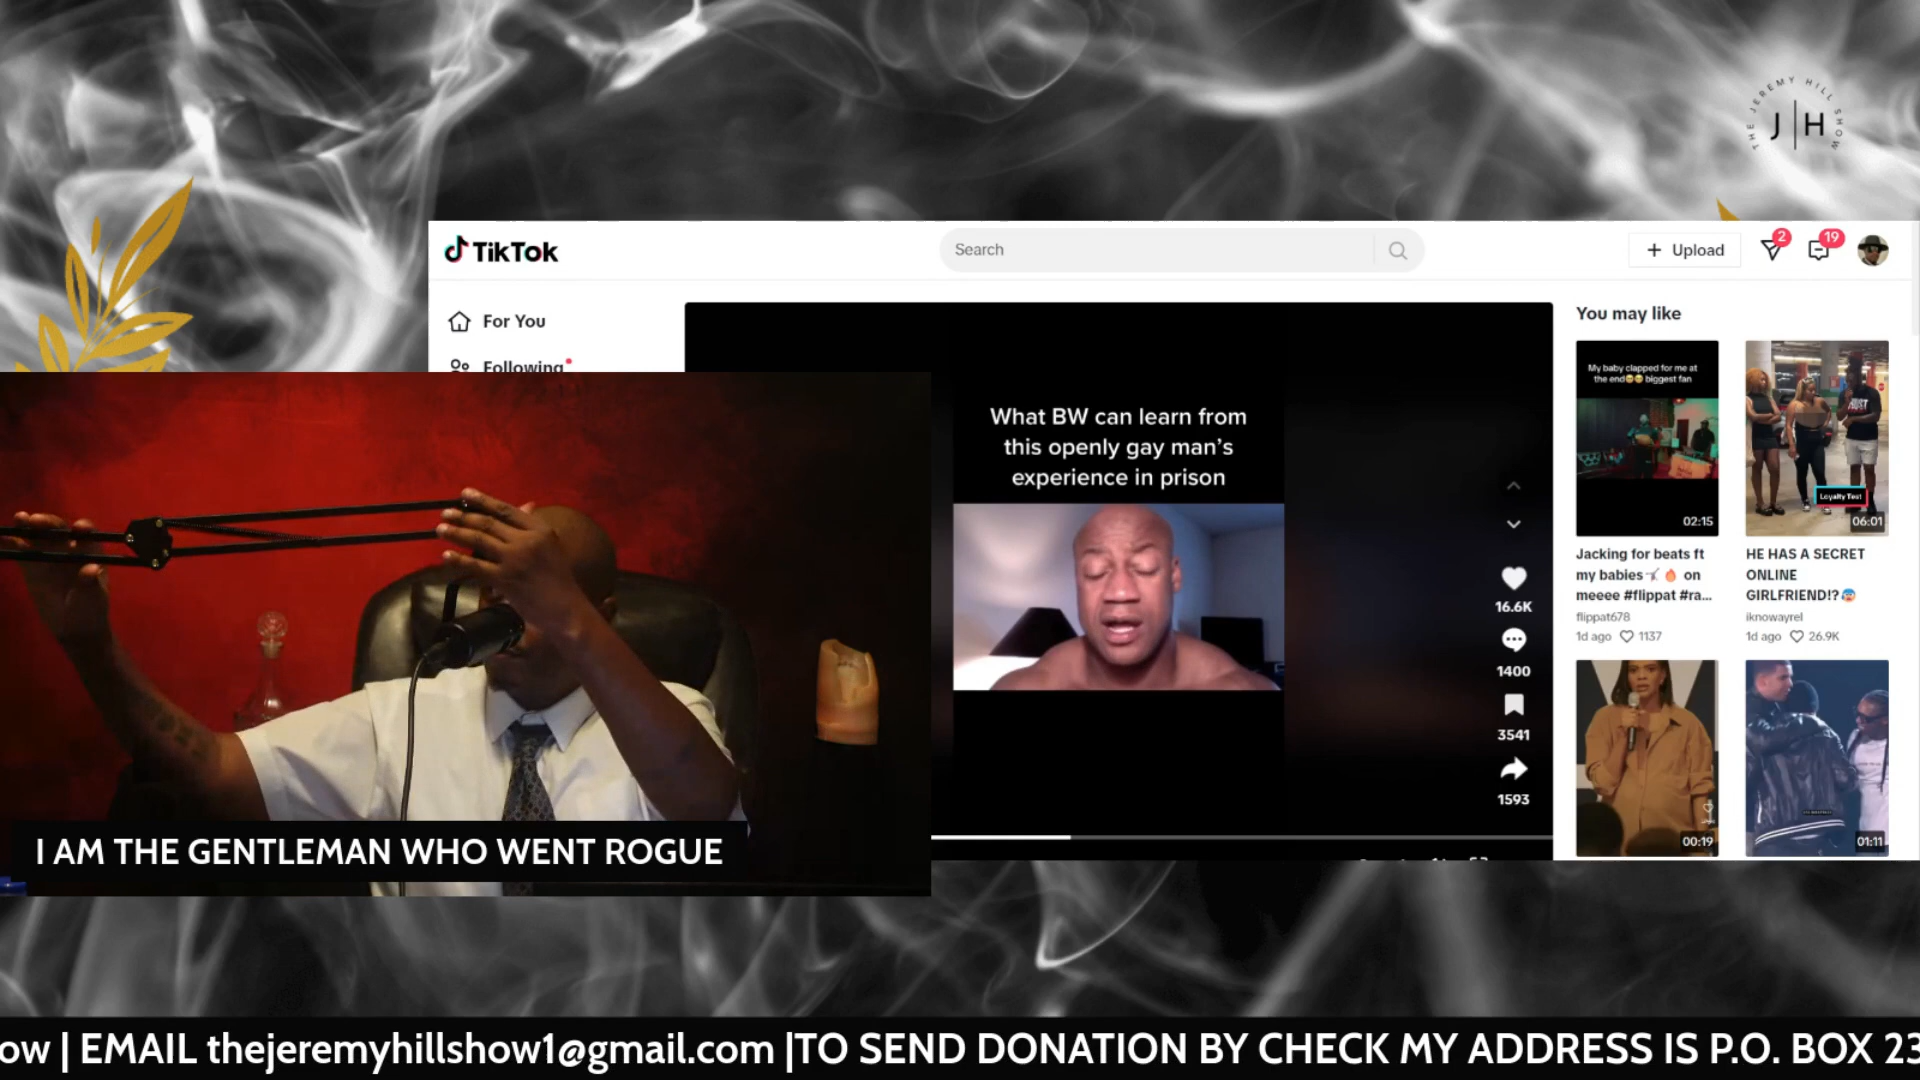 THE JEREMY HILL SHOW
J|H
TikTok
Search
+ Upload
2
19
For You
Following
You may like
What BW can learn from
this openly gay man's
experience in prison
16.6K
1400
3541
1593
My baby clapped for me at
the end🥹🥹 biggest fan
02:15
Jacking for beats ft
my babies🔫🔥 on
meeee #flippat #ra...
flippat678
1d ago ♡ 1137
Loyalty Test
06:01
HE HAS A SECRET
ONLINE
GIRLFRIEND!?😰
iknowayrel
1d ago ♡ 26.9K
00:19
01:11
I AM THE GENTLEMAN WHO WENT ROGUE
ow | EMAIL thejeremyhillshow1@gmail.com |TO SEND DONATION BY CHECK MY ADDRESS IS P.O. BOX 23